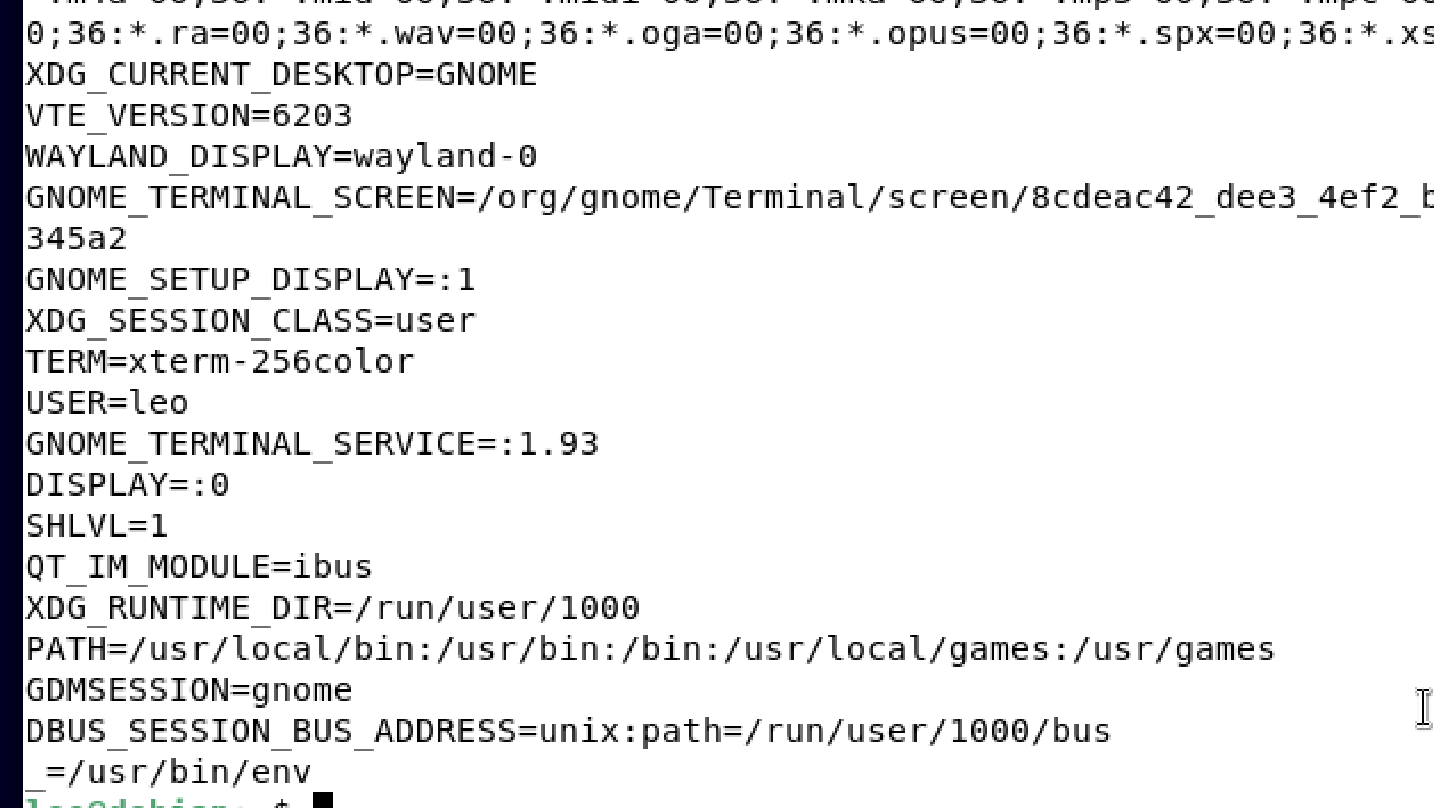 0;36:*.ra=00;36:*.wav=00;36:*.oga=00;36:*.opus=00;36:*.spx=00;36:*.xs
XDG_CURRENT_DESKTOP=GNOME
VTE_VERSION=6203
WAYLAND_DISPLAY=wayland-0
GNOME_TERMINAL_SCREEN=/org/gnome/Terminal/screen/8cdeac42_dee3_4ef2_b
345a2
GNOME_SETUP_DISPLAY=:1
XDG_SESSION_CLASS=user
TERM=xterm-256color
USER=leo
GNOME_TERMINAL_SERVICE=:1.93
DISPLAY=:0
SHLVL=1
QT_IM_MODULE=ibus
XDG_RUNTIME_DIR=/run/user/1000
PATH=/usr/local/bin:/usr/bin:/bin:/usr/local/games:/usr/games
GDMSESSION=gnome
DBUS_SESSION_BUS_ADDRESS=unix:path=/run/user/1000/bus
_=/usr/bin/env